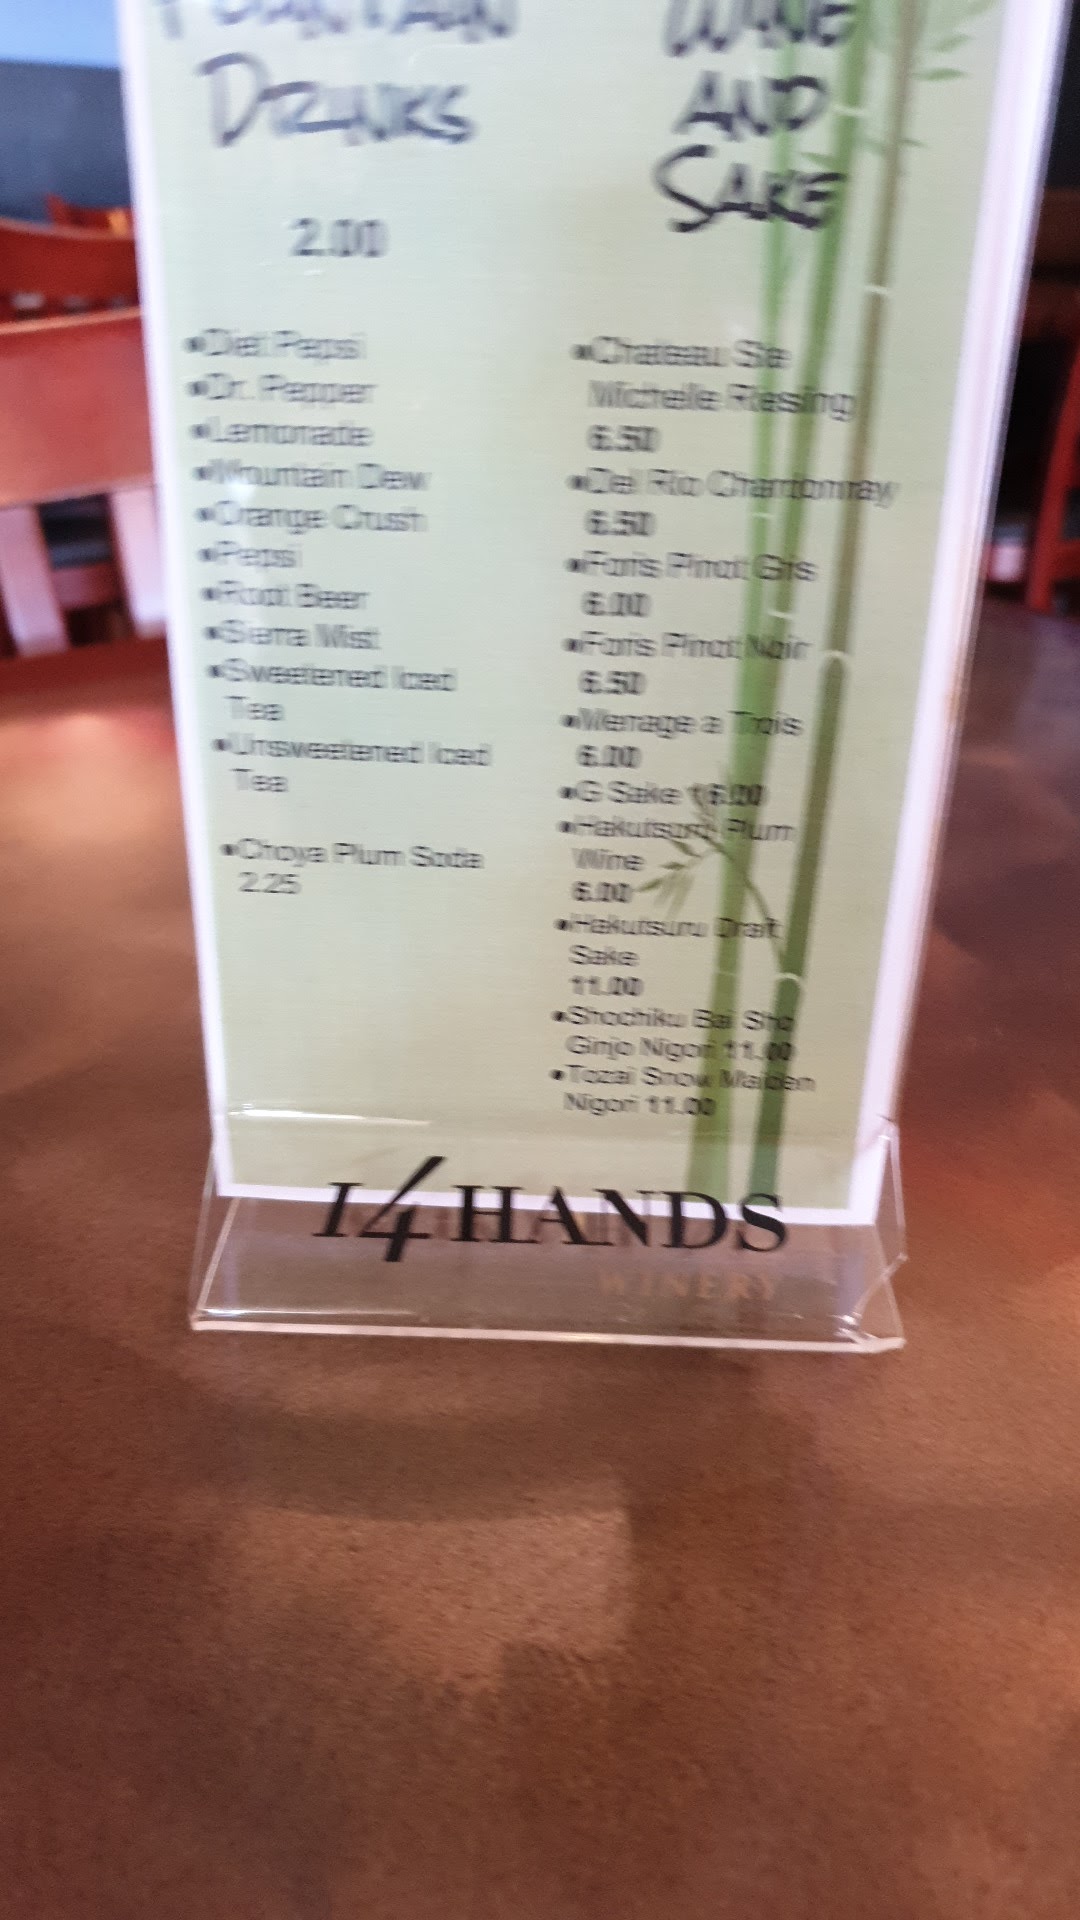 FOUNTAIN
DRINKS
2.00
•Diet Pepsi
•Dr. Pepper
•Lemonade
•Mountain Dew
•Orange Crush
•Pepsi
•Root Beer
•Sierra Mist
•Sweetened Iced
Tea
•Unsweetened Iced
Tea
•Choya Plum Soda
2.25
WINE
AND
SAKE
•Chateau Ste
Michelle Riesling
6.50
•Del Rio Chardonnay
6.50
•Foris Pinot Gris
6.00
•Foris Pinot Noir
6.50
•Menage a Trois
6.00
•G Sake 16.00
•Hakutsuru Plum
Wine
6.00
•Hakutsuru Draft
Sake
11.00
•Shochiku Bai Sho
Ginjo Nigori 11.00
•Tozai Snow Maiden
Nigori 11.00
14 HANDS
WINERY